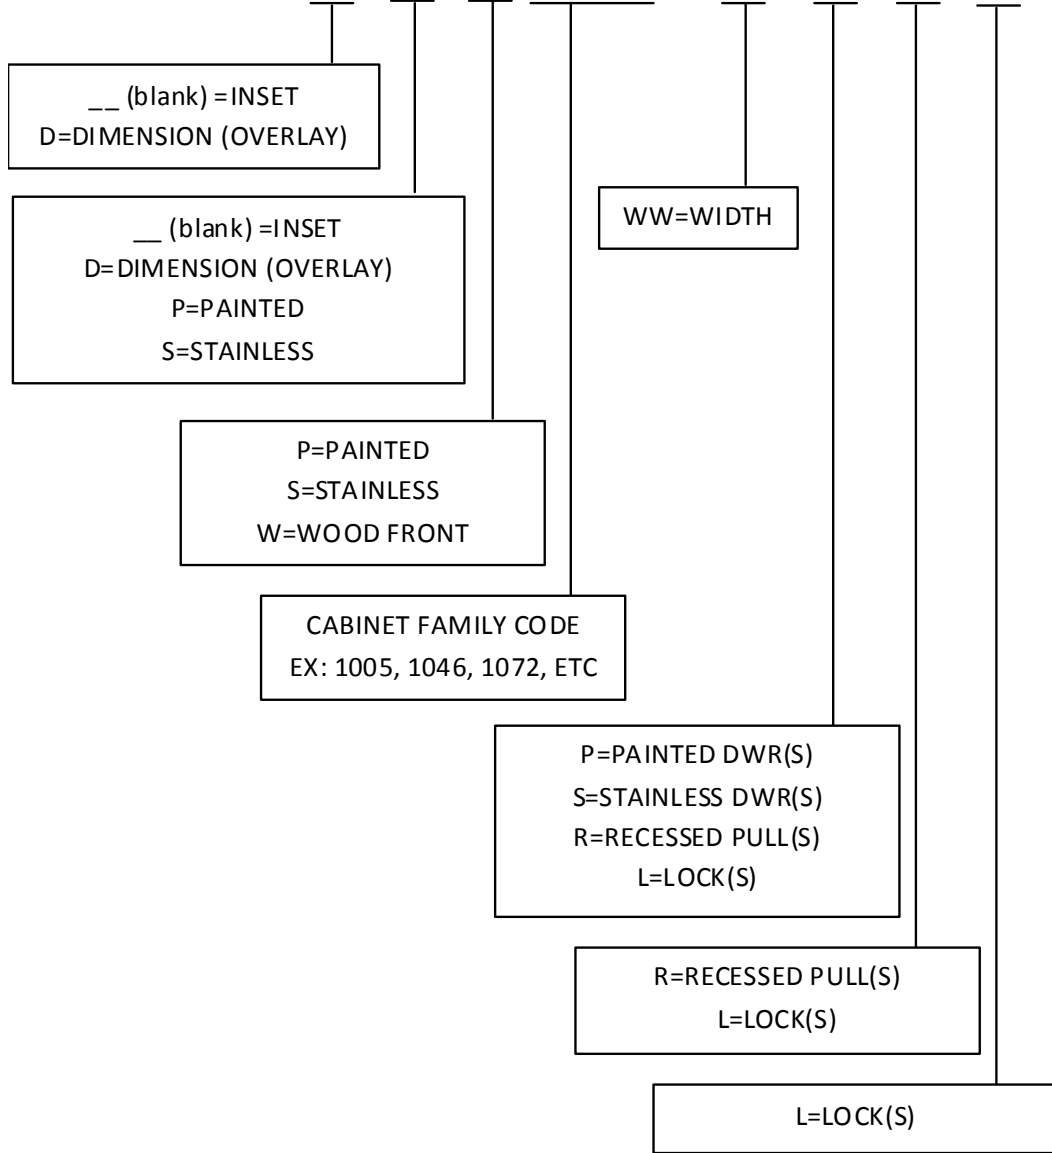 __ (blank) =INSET
D=DIMENSION (OVERLAY)
__ (blank) =INSET
D=DIMENSION (OVERLAY)
P=PAINTED
S=STAINLESS
WW=WIDTH
P=PAINTED
S=STAINLESS
W=WOOD FRONT
CABINET FAMILY CODE
EX: 1005, 1046, 1072, ETC
P=PAINTED DWR(S)
S=STAINLESS DWR(S)
R=RECESSED PULL(S)
L=LOCK(S)
R=RECESSED PULL(S)
L=LOCK(S)
L=LOCK(S)